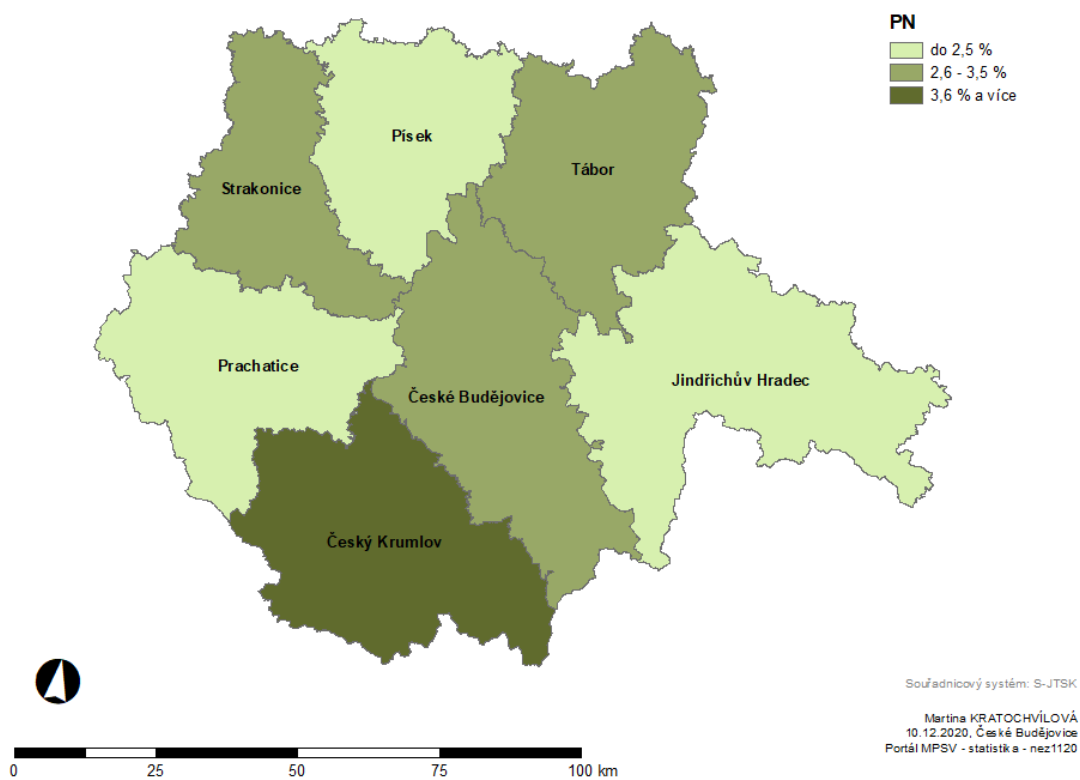 PN
do 2,5 %
2,6 - 3,5 %
3,6 % a více
Písek
Tábor
Strakonice
Prachatice
Jindřichův Hradec
České Budějovice
Český Krumlov
Souřadnicový systém: S-JTSK
Martina KRATOCHVÍLOVÁ
10.12.2020, České Budějovice
Portál MPSV - statistika - nez1120
0 25 50 75 100 km